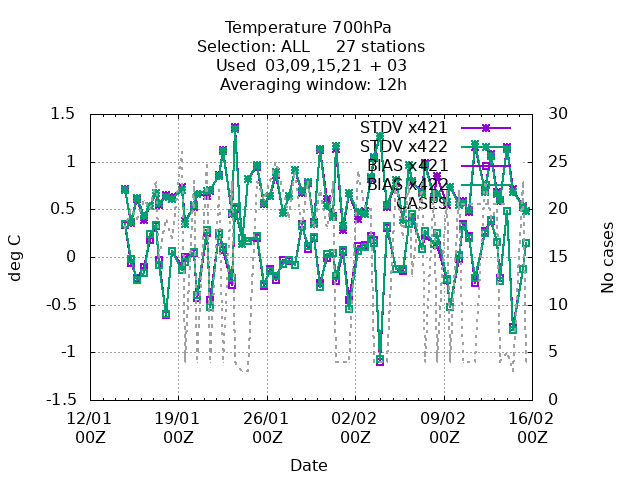 Temperature 700hPa
Selection: ALL 27 stations
Used 03,09,15,21 + 03
Averaging window: 12h
1.5
1
0.5
0
-0.5
-1
-1.5
deg C
30
25
20
15
10
5
0
No cases
STDV x421
STDV x422
BIAS x421
BIAS x422
CASES
12/01 00Z
19/01 00Z
26/01 00Z
02/02 00Z
09/02 00Z
16/02 00Z
Date